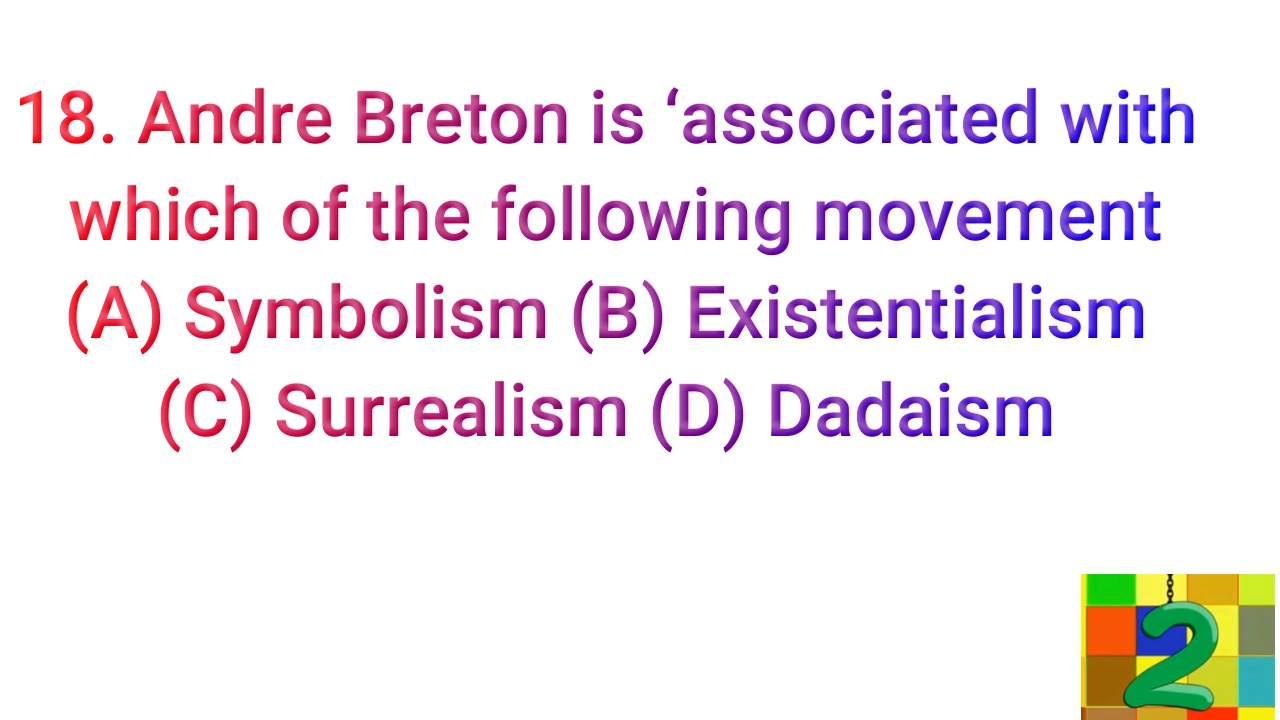 18. Andre Breton is ‘associated with
which of the following movement
(A) Symbolism (B) Existentialism
(C) Surrealism (D) Dadaism
2